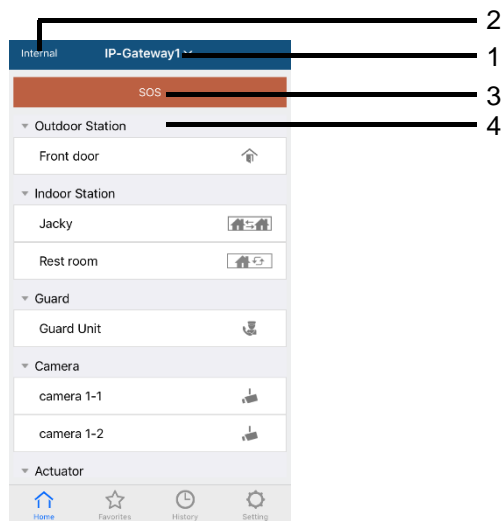 2
Internal IP-Gateway1 1
SOS 3
Outdoor Station 4
Front door
Indoor Station
Jacky
Rest room
Guard
Guard Unit
Camera
camera 1-1
camera 1-2
Actuator
Home Favorites History Setting